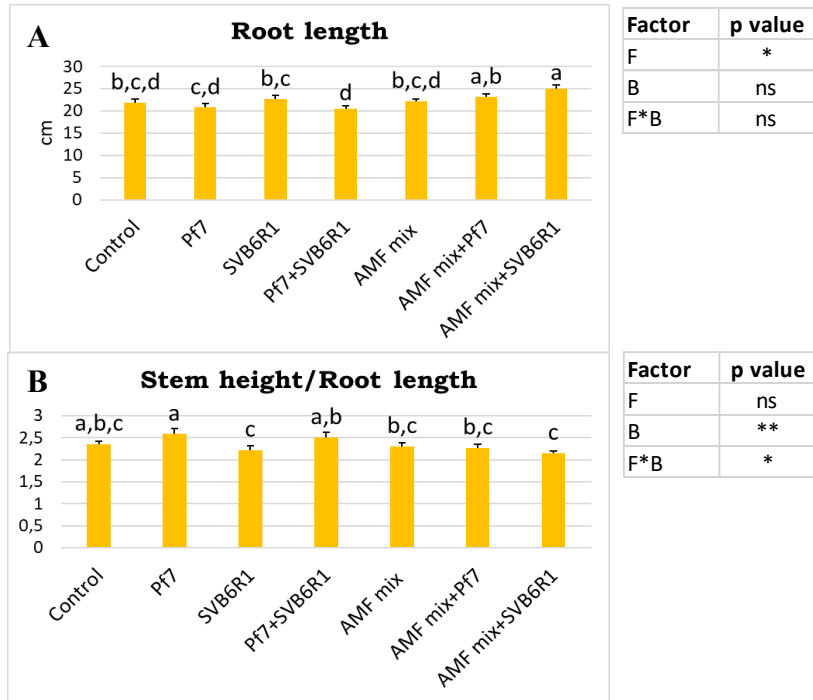 A
Root length
30
25
20
15
10
5
0
cm
b,c,d c,d b,c d b,c,d a,b a
Control Pf7 SVB6R1 Pf7+SVB6R1 AMF mix AMF mix+Pf7 AMF mix+SVB6R1
Factor p value
F *
B ns
F*B ns
B
Stem height/Root length
3
2,5
2
1,5
1
0,5
0
a,b,c a c a,b b,c b,c c
Control Pf7 SVB6R1 Pf7+SVB6R1 AMF mix AMF mix+Pf7 AMF mix+SVB6R1
Factor p value
F ns
B **
F*B *